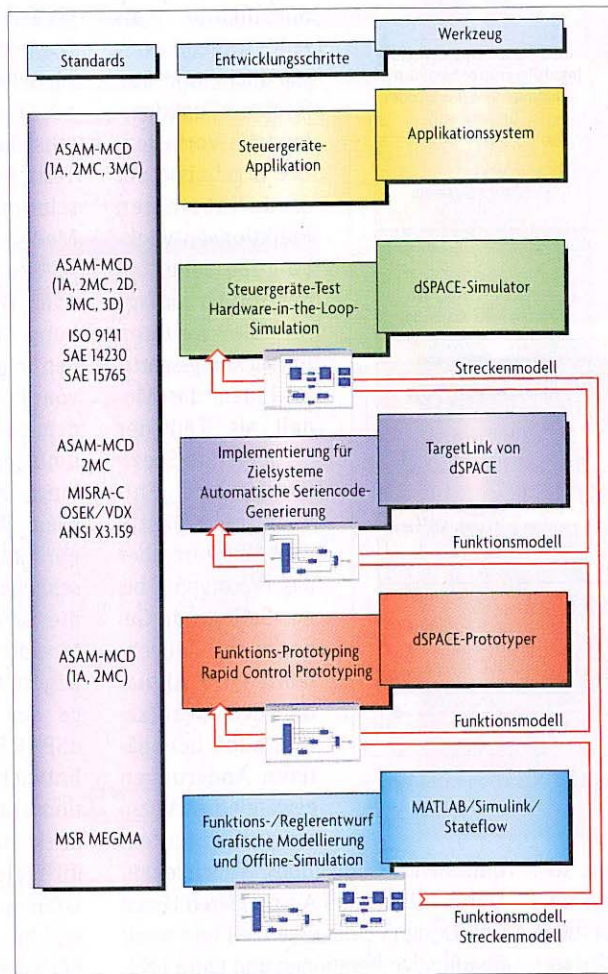 Standards
Entwicklungsschritte
Werkzeug
ASAM-MCD
(1A, 2MC, 3MC)
Steuergeräte-
Applikation
Applikationssystem
ASAM-MCD
(1A, 2MC, 2D,
3MC, 3D)
ISO 9141
SAE 14230
SAE 15765
Steuergeräte-Test
Hardware-in-the-Loop-
Simulation
dSPACE-Simulator
Streckenmodell
ASAM-MCD
2MC
MISRA-C
OSEK/VDX
ANSI X3.159
Implementierung für
Zielsysteme
Automatische Seriencode-
Generierung
TargetLink von
dSPACE
Funktionsmodell
ASAM-MCD
(1A, 2MC)
Funktions-Prototyping
Rapid Control Prototyping
dSPACE-Prototyper
Funktionsmodell
MSR MEGMA
Funktions-/Reglerentwurf
Grafische Modellierung
und Offline-Simulation
MATLAB/Simulink/
Stateflow
Funktionsmodell,
Streckenmodell